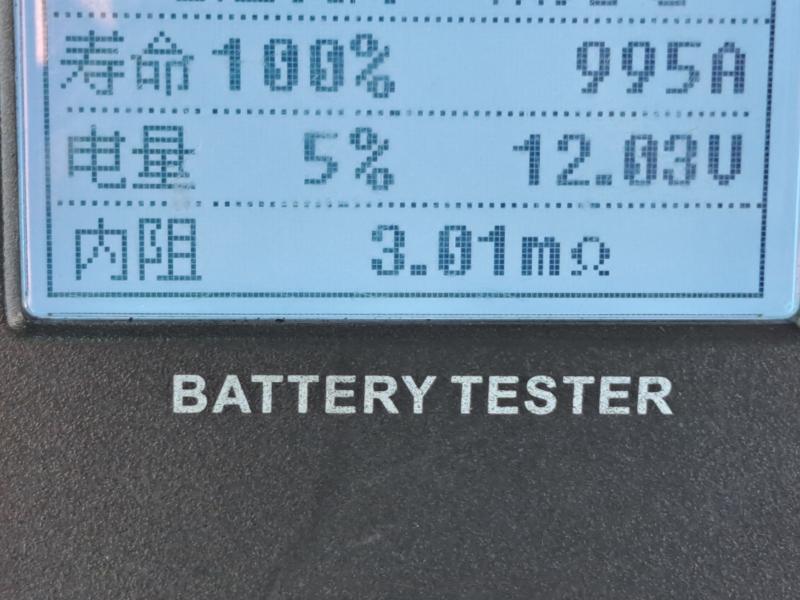 寿命 100% 995A
电量 5% 12.03V
内阻 3.01mΩ
BATTERY TESTER